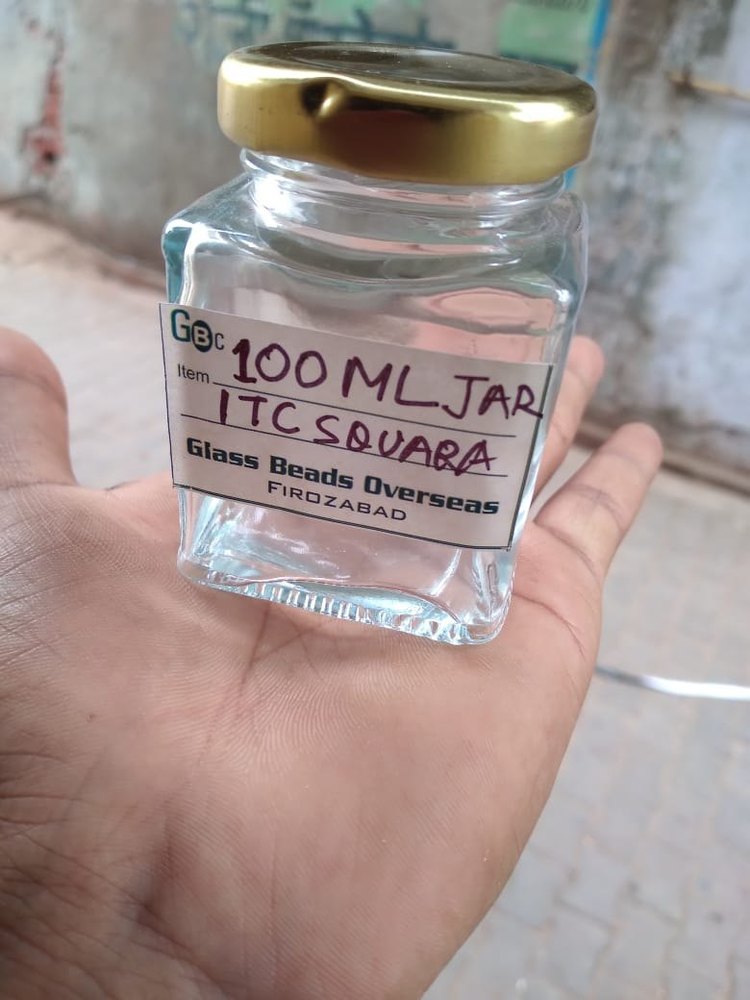 GBC
Item 100 ML JAR
ITC SQUARA
Glass Beads Overseas
FIROZABAD